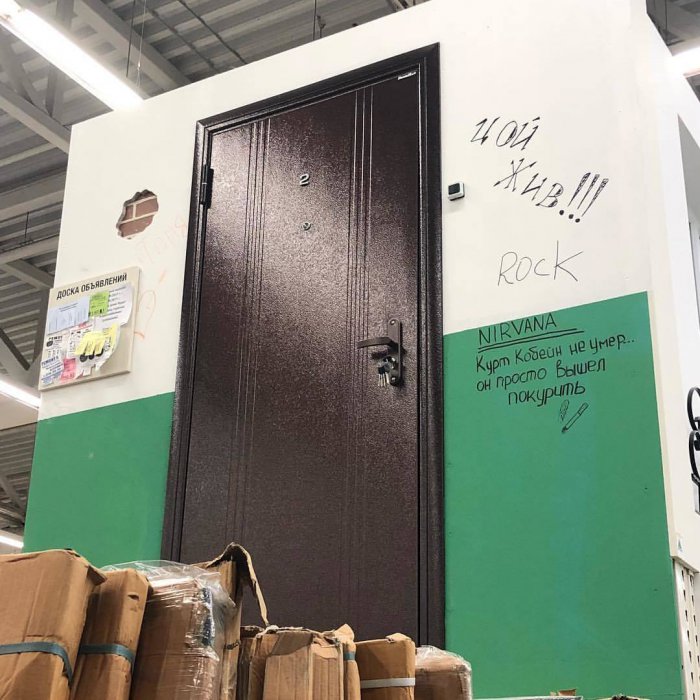 ЦОЙ
ЖИВ!!!
ROCK
NIRVANA
Курт Кобейн не умер...
он просто вышел
покурить
2
ДОСКА ОБЪЯВЛЕНИЙ